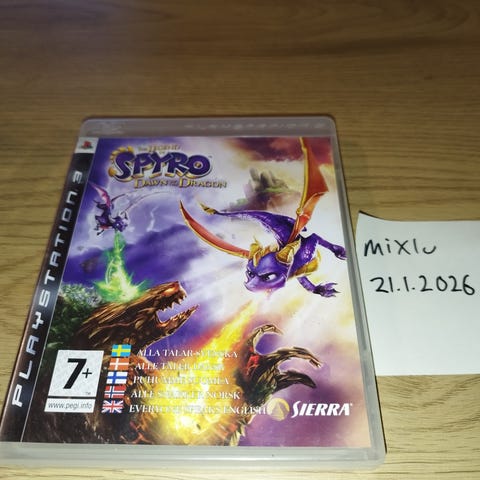 PLAYSTATION 3
THE LEGEND OF
SPYRO
DAWN OF THE DRAGON
7+
www.pegi.info
ALLA TALAR SVENSKA
ALLE TALER DANSK
PUHUMME SUOMEA
ALLE SNAKKER NORSK
EVERYONE SPEAKS ENGLISH
SIERRA
MiXlu
21.1.2026